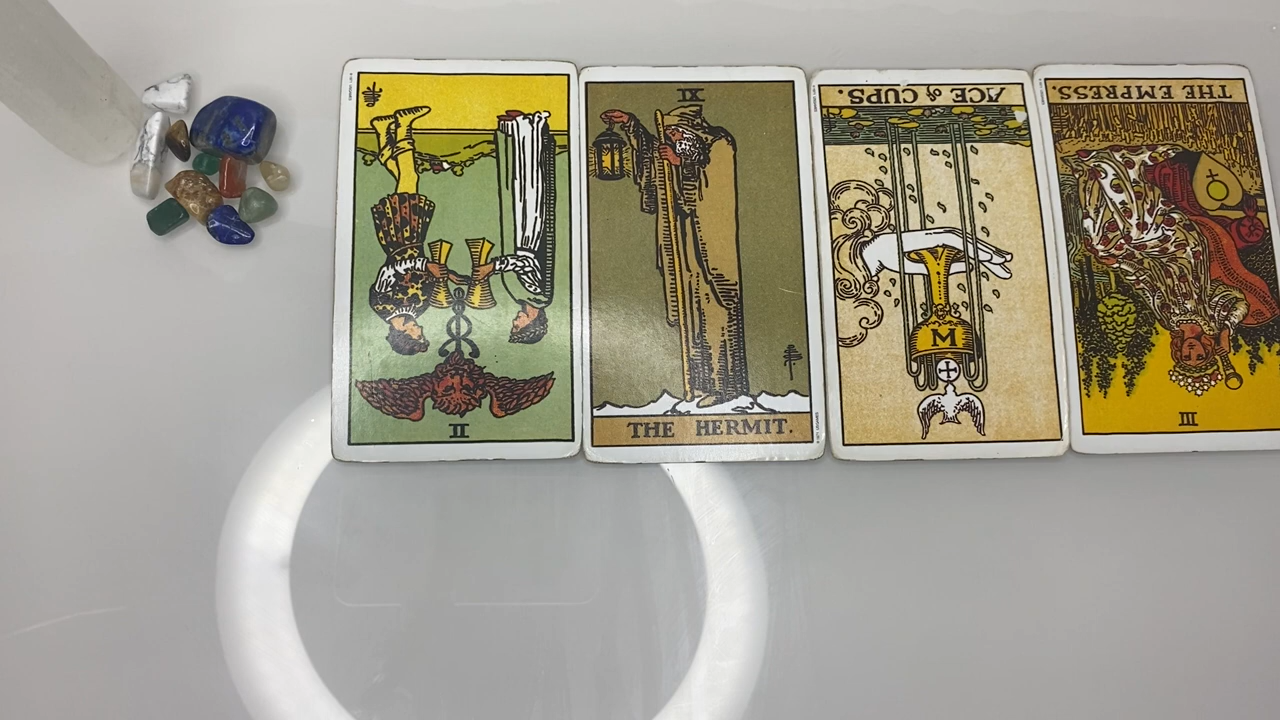 II
IX
THE HERMIT.
ACE of CUPS.
M
THE EMPRESS.
III